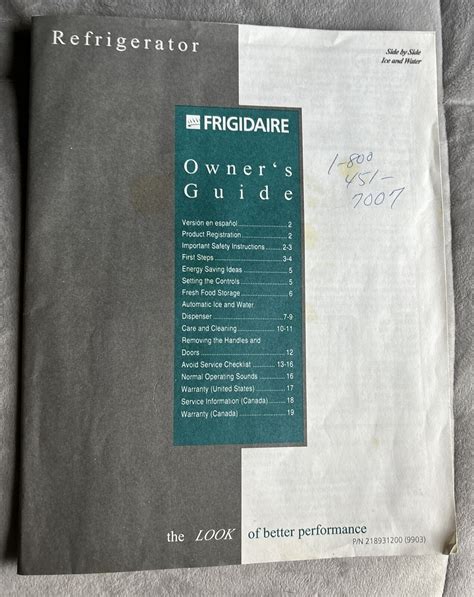 Refrigerator
Side by Side
Ice and Water
FRIGIDAIRE
Owner's
Guide
1-800
451-
7007
Versión en español ........ 2
Product Registration ........ 2
Important Safety Instructions ........ 2-3
First Steps ........ 3-4
Energy Saving Ideas ........ 5
Setting the Controls ........ 5
Fresh Food Storage ........ 6
Automatic Ice and Water
Dispenser ........ 7-9
Care and Cleaning ........ 10-11
Removing the Handles and
Doors ........ 12
Avoid Service Checklist ........ 13-16
Normal Operating Sounds ........ 16
Warranty (United States) ........ 17
Service Information (Canada) ........ 18
Warranty (Canada) ........ 19
the LOOK of better performance
P/N 218931200 (9903)